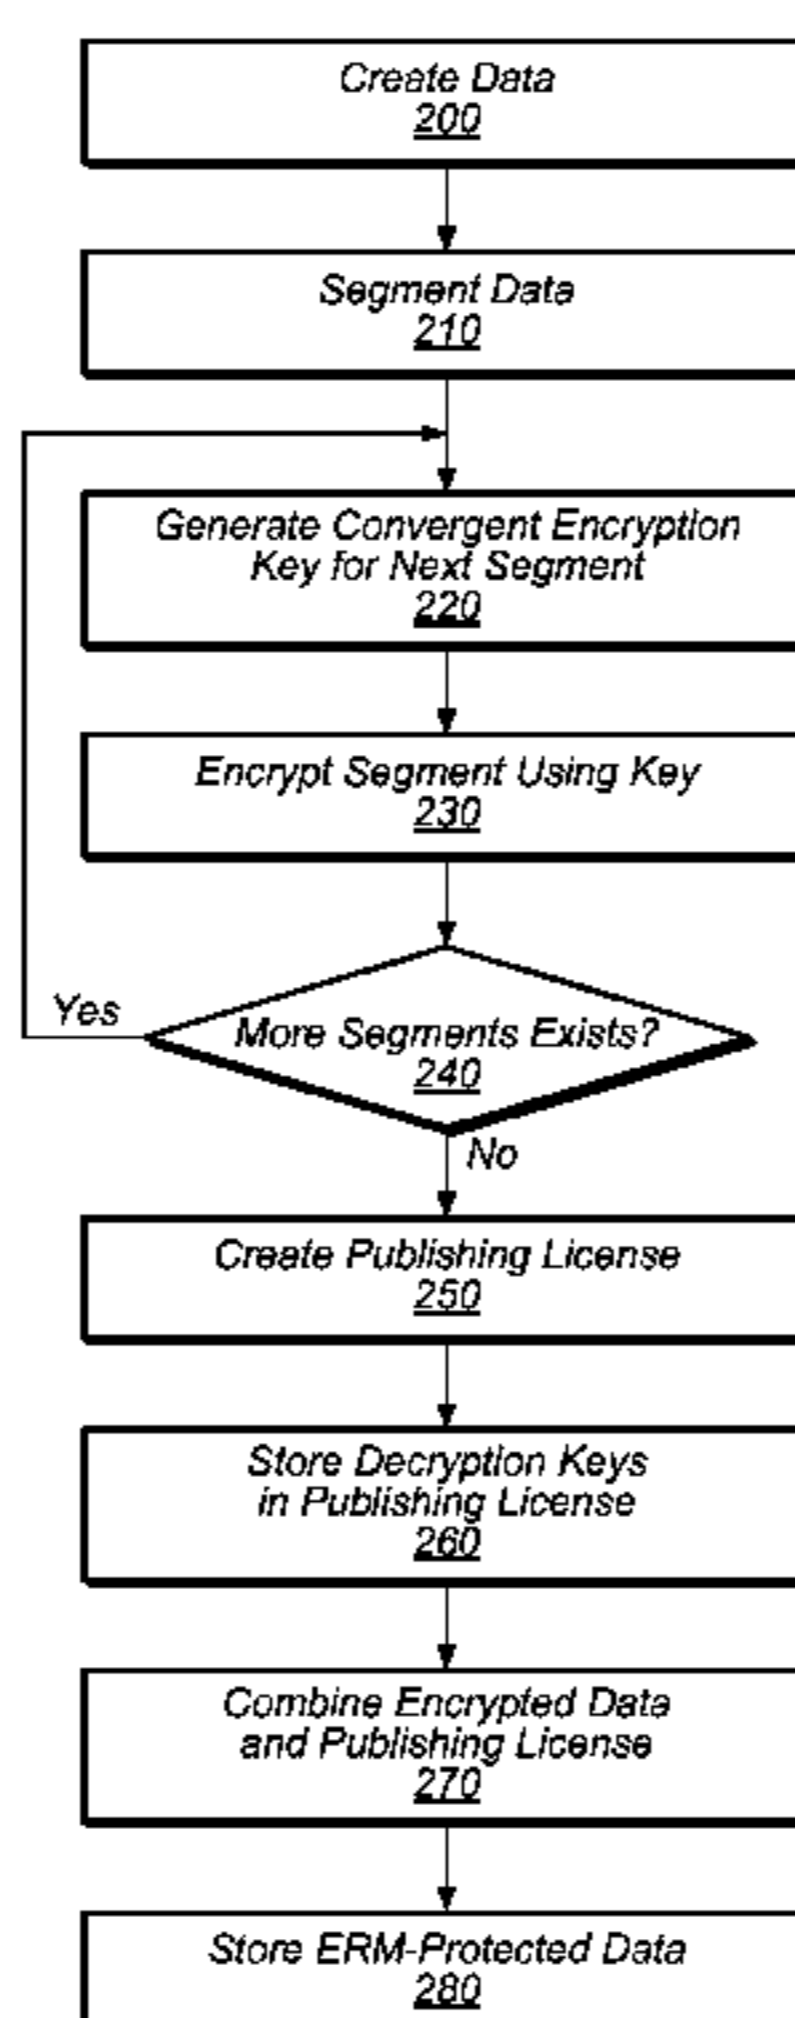 Create Data
200
Segment Data
210
Generate Convergent Encryption
Key for Next Segment
220
Encrypt Segment Using Key
230
Yes
More Segments Exists?
240
No
Create Publishing License
250
Store Decryption Keys
in Publishing License
260
Combine Encrypted Data
and Publishing License
270
Store ERM-Protected Data
280